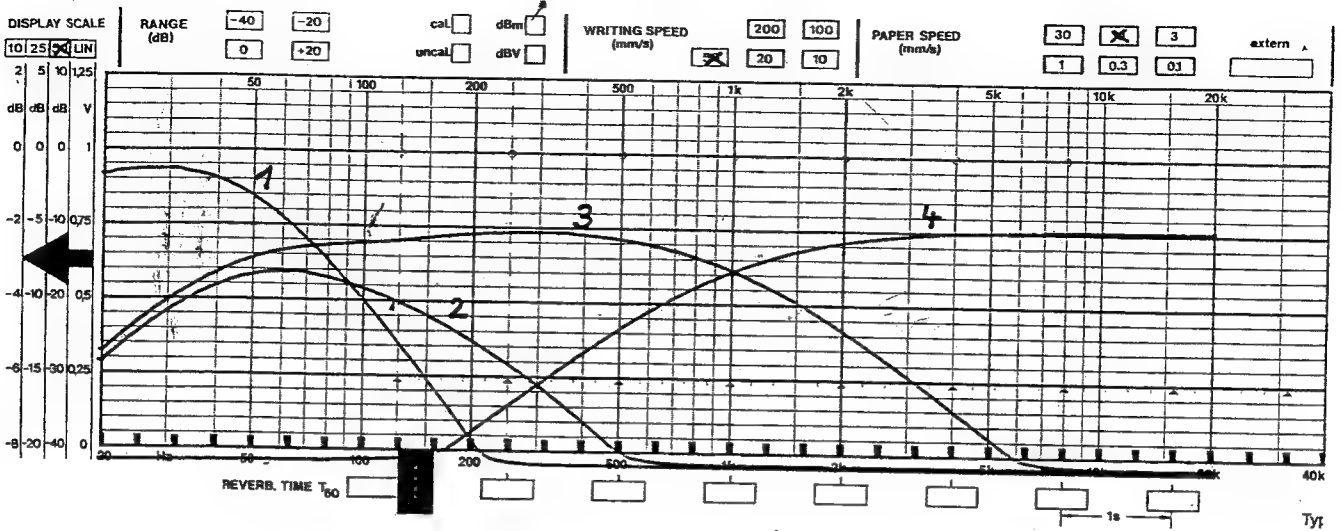 DISPLAY SCALE
10 25 50 LIN
RANGE
(dB)
-40 -20
0 +20
cal.
uncal.
dBm
dBV
WRITING SPEED
(mm/s)
200 100
20 10
PAPER SPEED
(mm/s)
30 3
1 0.3 0.1
extern
2 5 10 1,25
dB dB dB V
0 0 0 1
-2 -5 -10 0,75
-4 -10 -20 0,5
-6 -15 -30 0,25
-8 -20 -40 0
50 100 200 500 1k 2k 5k 10k 20k
1
2
3
4
20 Hz 50 100 200 500 1k 2k 5k 10k 20k 40k
REVERB. TIME T60
1s